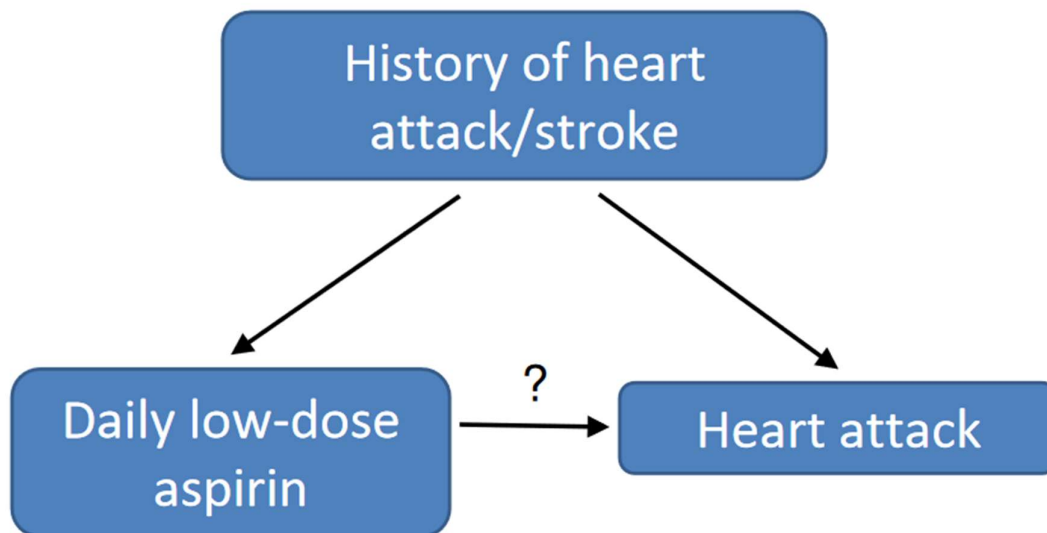 History of heart
attack/stroke
?
Daily low-dose
aspirin
Heart attack